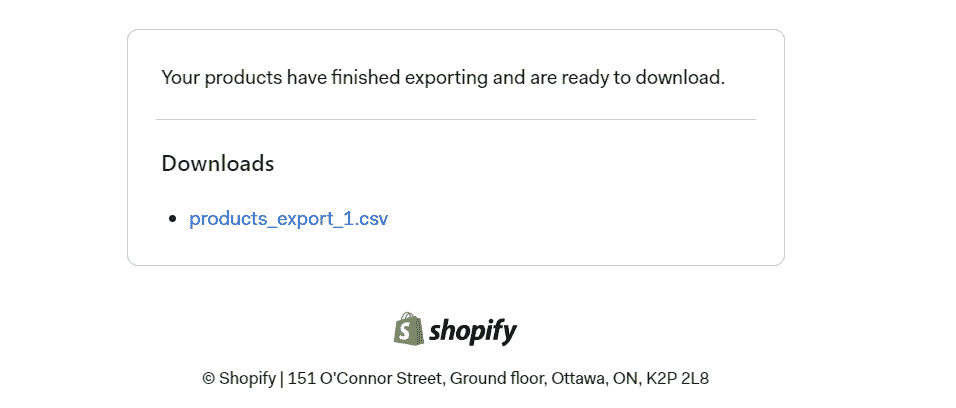 Your products have finished exporting and are ready to download.
Downloads
products_export_1.csv
shopify
© Shopify | 151 O'Connor Street, Ground floor, Ottawa, ON, K2P 2L8